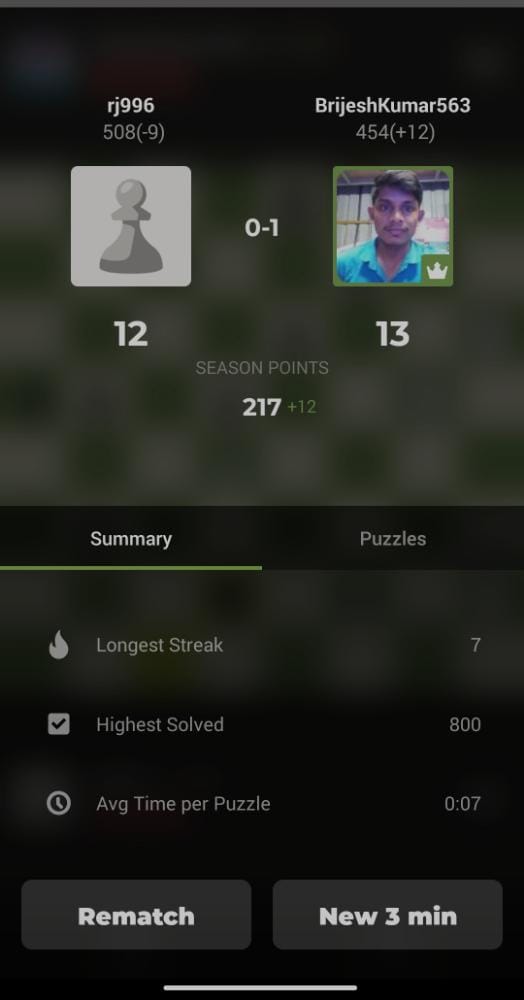 rj996 BrijeshKumar563
508(-9) 454(+12)
0-1
12 13
SEASON POINTS
217 +12
Summary Puzzles
Longest Streak 7
Highest Solved 800
Avg Time per Puzzle 0:07
Rematch New 3 min